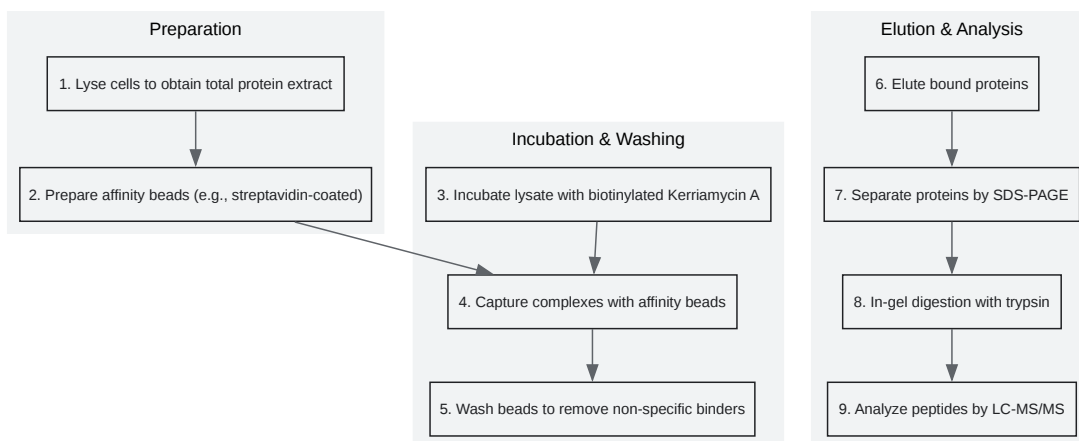 Preparation
1. Lyse cells to obtain total protein extract
2. Prepare affinity beads (e.g., streptavidin-coated)
Incubation & Washing
3. Incubate lysate with biotinylated Kerriamycin A
4. Capture complexes with affinity beads
5. Wash beads to remove non-specific binders
Elution & Analysis
6. Elute bound proteins
7. Separate proteins by SDS-PAGE
8. In-gel digestion with trypsin
9. Analyze peptides by LC-MS/MS